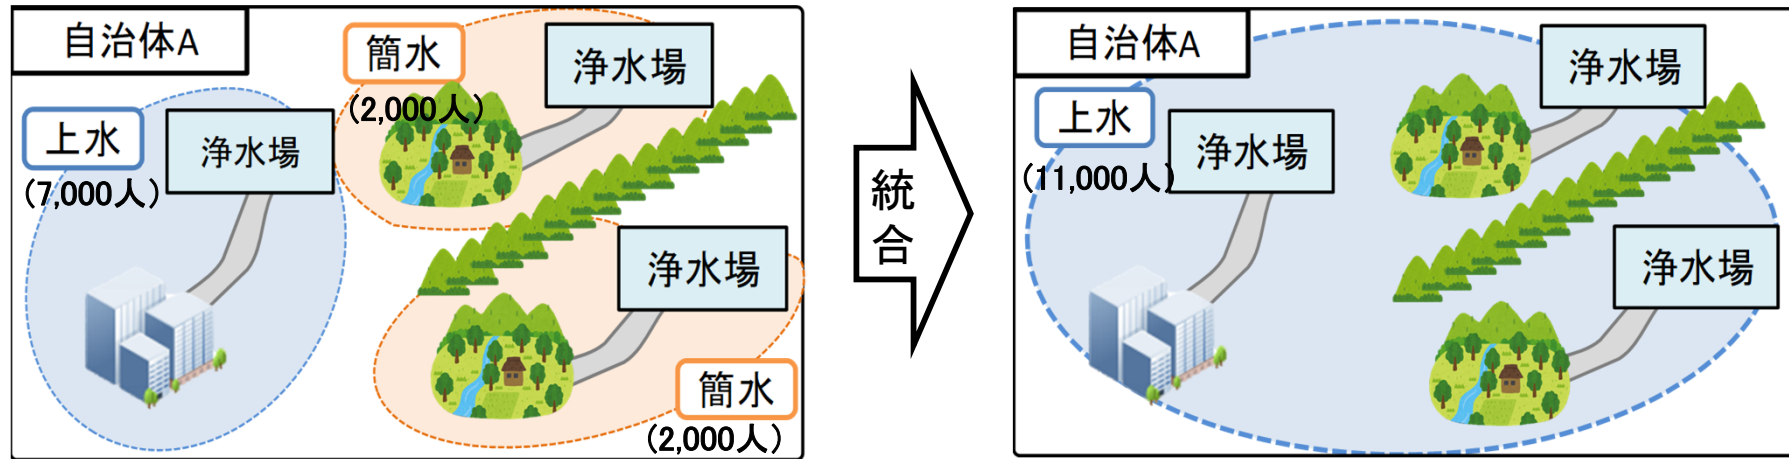 自治体A
簡水
(2,000人)
浄水場
上水
(7,000人)
浄水場
浄水場
簡水
(2,000人)
統合
自治体A
上水
(11,000人)
浄水場
浄水場
浄水場